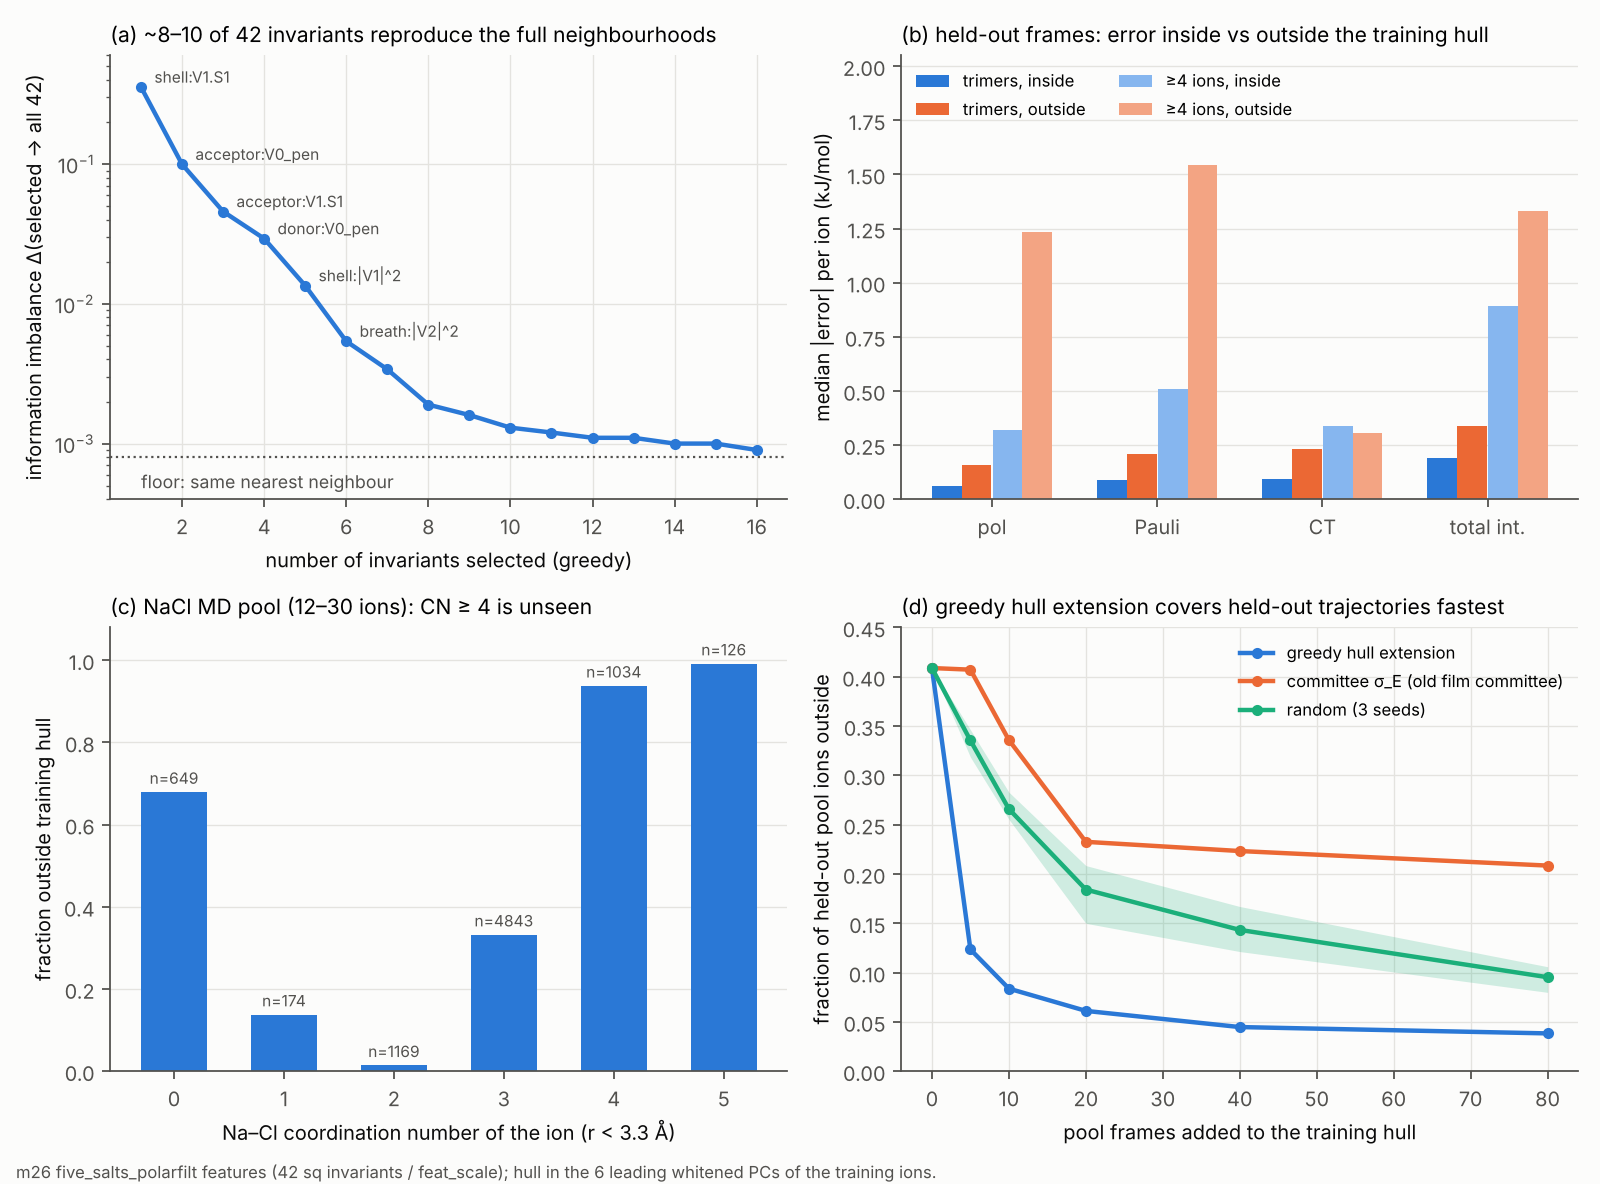 (a) ~8–10 of 42 invariants reproduce the full neighbourhoods
information imbalance Δ(selected → all 42)
10⁻¹
10⁻²
10⁻³
shell:V1.S1
acceptor:V0_pen
acceptor:V1.S1
donor:V0_pen
shell:|V1|^2
breath:|V2|^2
floor: same nearest neighbour
2 4 6 8 10 12 14 16
number of invariants selected (greedy)
(b) held-out frames: error inside vs outside the training hull
median |error| per ion (kJ/mol)
2.00
1.75
1.50
1.25
1.00
0.75
0.50
0.25
0.00
trimers, inside
trimers, outside
≥4 ions, inside
≥4 ions, outside
pol Pauli CT total int.
(c) NaCl MD pool (12–30 ions): CN ≥ 4 is unseen
fraction outside training hull
1.0
0.8
0.6
0.4
0.2
0.0
n=649
n=174
n=1169
n=4843
n=1034
n=126
0 1 2 3 4 5
Na–Cl coordination number of the ion (r < 3.3 Å)
(d) greedy hull extension covers held-out trajectories fastest
fraction of held-out pool ions outside
0.45
0.40
0.35
0.30
0.25
0.20
0.15
0.10
0.05
0.00
greedy hull extension
committee σ_E (old film committee)
random (3 seeds)
0 10 20 30 40 50 60 70 80
pool frames added to the training hull
m26 five_salts_polarfilt features (42 sq invariants / feat_scale); hull in the 6 leading whitened PCs of the training ions.